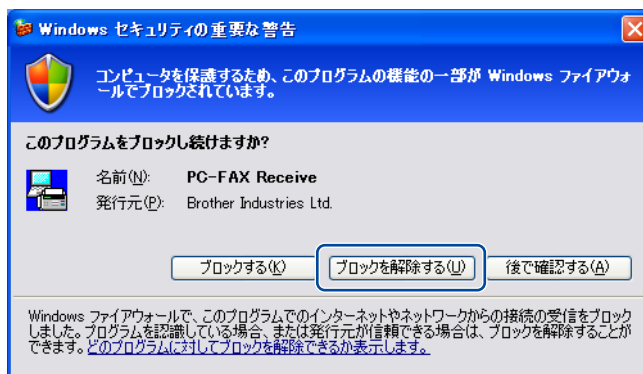 Windows セキュリティの重要な警告
コンピュータを保護するため、このプログラムの機能の一部が Windows ファイアウォ
ールでブロックされています。
このプログラムをブロックし続けますか?
名前(N): PC-FAX Receive
発行元(P): Brother Industries Ltd.
ブロックする(K) ブロックを解除する(U) 後で確認する(A)
Windows ファイアウォールで、このプログラムでのインターネットやネットワークからの接続の受信をブロック
しました。プログラムを認識している場合、または発行元が信頼できる場合は、ブロックを解除することが
できます。どのプログラムに対してブロックを解除できるか表示します。